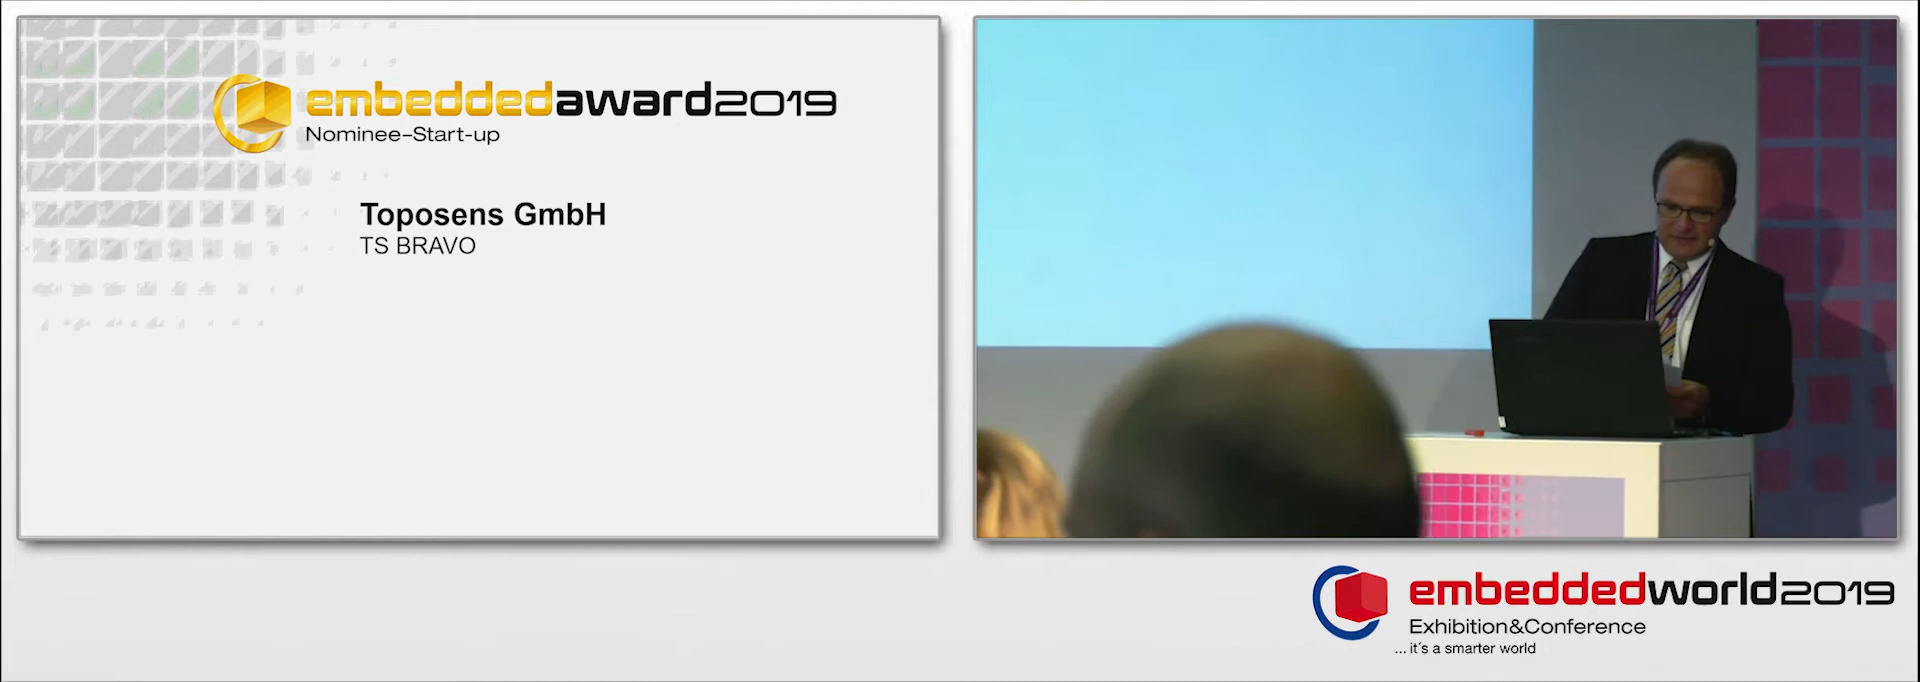 embeddedaward2019
Nominee-Start-up
Toposens GmbH
TS BRAVO
embeddedworld2019
Exhibition&Conference
... it's a smarter world